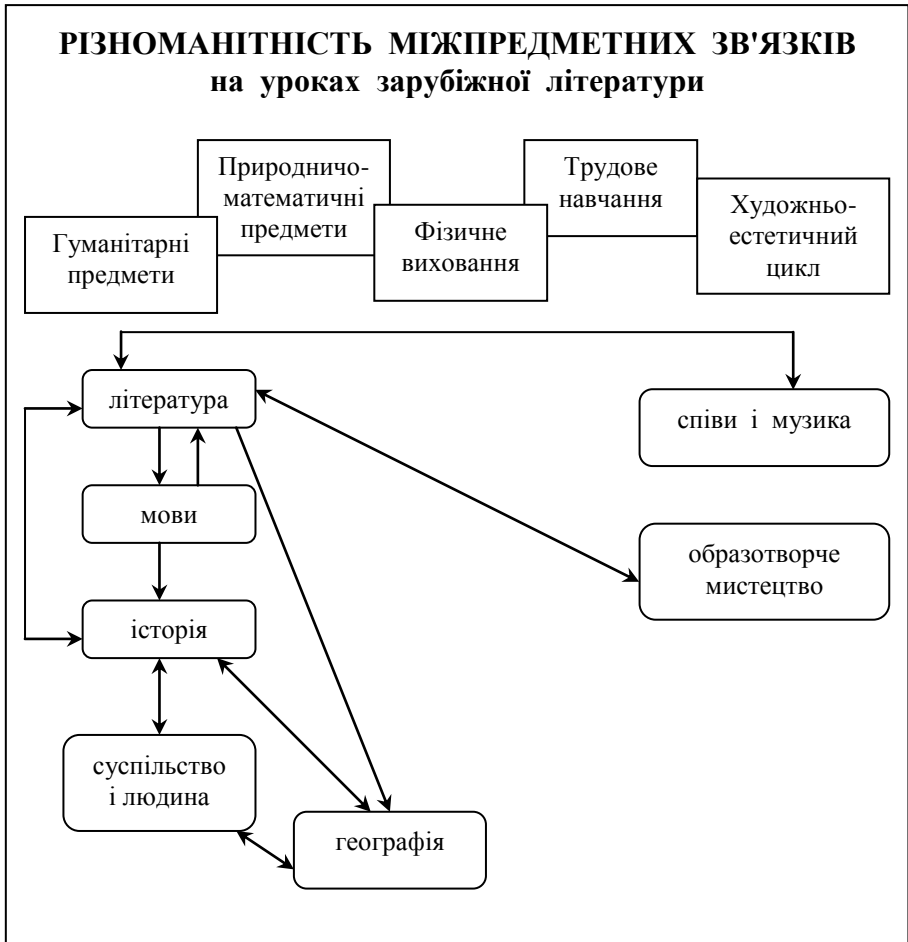 РІЗНОМАНІТНІСТЬ МІЖПРЕДМЕТНИХ ЗВ'ЯЗКІВ
на уроках зарубіжної літератури
Гуманітарні
предмети
Природничо-
математичні
предмети
Фізичне
виховання
Трудове
навчання
Художньо-
естетичний
цикл
література
співи і музика
мови
образотворче
мистецтво
історія
суспільство
і людина
географія